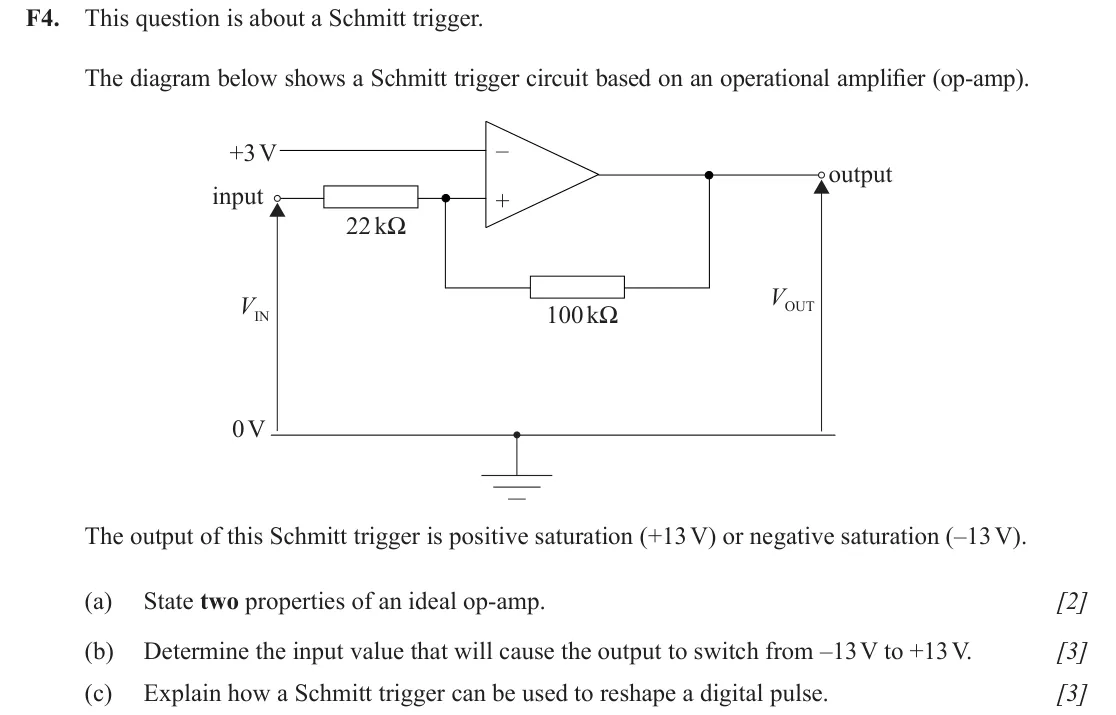 F4. This question is about a Schmitt trigger.
The diagram below shows a Schmitt trigger circuit based on an operational amplifier (op-amp).
+3 V
–
input
+
output
22 kΩ
V_IN
V_OUT
100 kΩ
0 V
The output of this Schmitt trigger is positive saturation (+13 V) or negative saturation (–13 V).
(a) State two properties of an ideal op-amp. [2]
(b) Determine the input value that will cause the output to switch from –13 V to +13 V. [3]
(c) Explain how a Schmitt trigger can be used to reshape a digital pulse. [3]